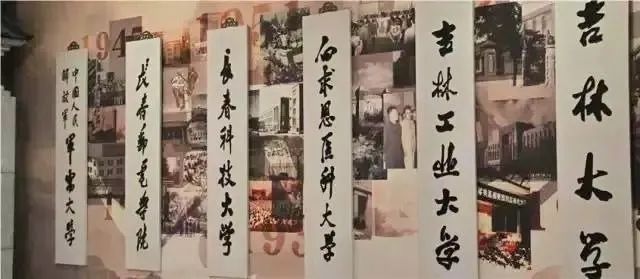 中国人民
解放军
军需大学
长春邮电学院
长春科技大学
白求恩医科大学
吉林工业大学
吉林大学